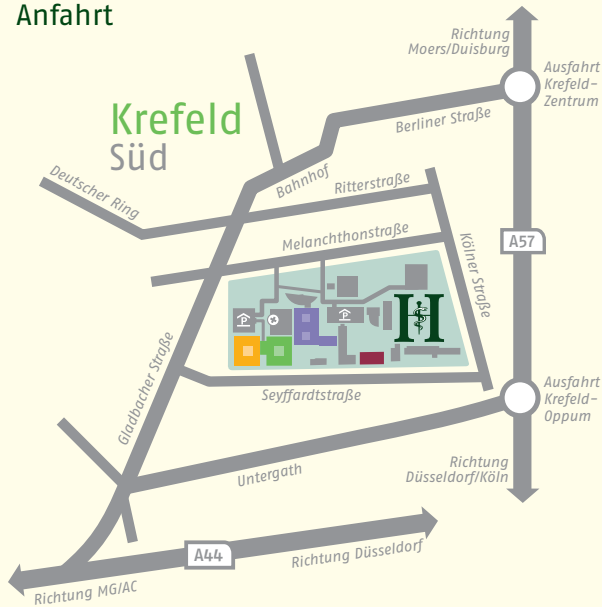 Anfahrt
Richtung
Moers/Duisburg
Ausfahrt
Krefeld-
Zentrum
Krefeld
Süd
Berliner Straße
Bahnhof
Deutscher Ring
Ritterstraße
Melanchthonstraße
Kölner Straße
A57
P
P
H
Gladbacher Straße
Seyffardtstraße
Ausfahrt
Krefeld-
Oppum
Untergath
Richtung
Düsseldorf/Köln
A44
Richtung Düsseldorf
Richtung MG/AC